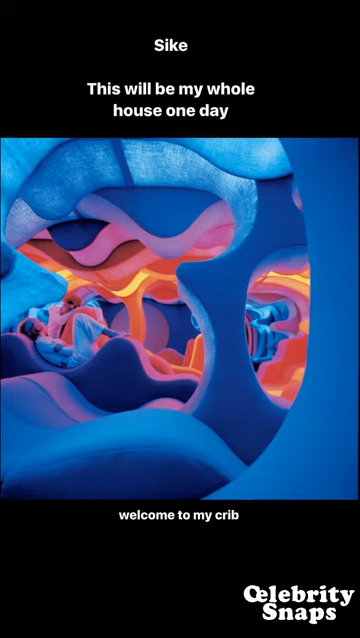 Sike
This will be my whole
house one day
welcome to my crib
Celebrity
Snaps